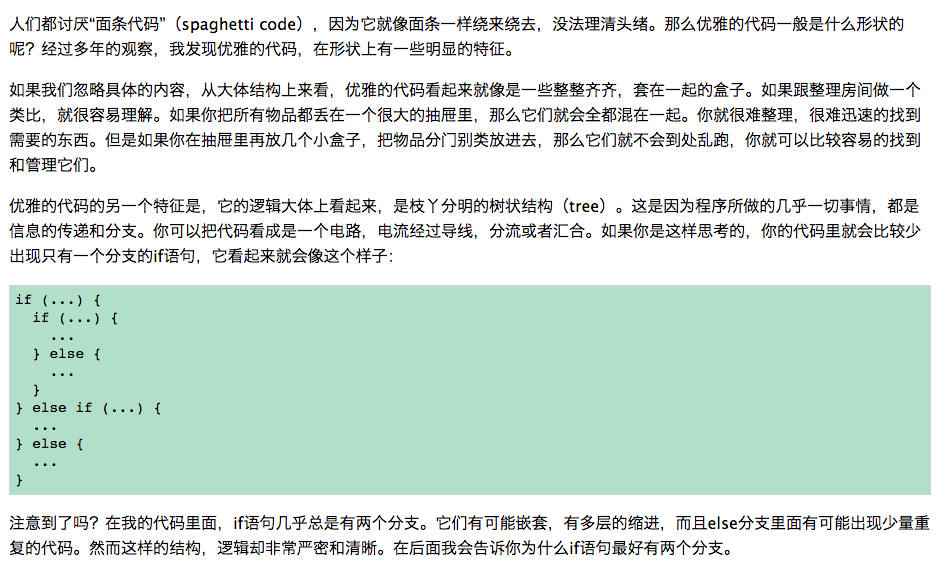 人们都讨厌“面条代码”（spaghetti code），因为它就像面条一样绕来绕去，没法理清头绪。那么优雅的代码一般是什么形状的
呢？经过多年的观察，我发现优雅的代码，在形状上有一些明显的特征。
如果我们忽略具体的内容，从大体结构上来看，优雅的代码看起来就像是一些整整齐齐，套在一起的盒子。如果跟整理房间做一个
类比，就很容易理解。如果你把所有物品都丢在一个很大的抽屉里，那么它们就会全都混在一起。你就很难整理，很难迅速的找到
需要的东西。但是如果你在抽屉里再放几个小盒子，把物品分门别类放进去，那么它们就不会到处乱跑，你就可以比较容易的找到
和管理它们。
优雅的代码的另一个特征是，它的逻辑大体上看起来，是枝丫分明的树状结构（tree）。这是因为程序所做的几乎一切事情，都是
信息的传递和分支。你可以把代码看成是一个电路，电流经过导线，分流或者汇合。如果你是这样思考的，你的代码里就会比较少
出现只有一个分支的if语句，它看起来就会像这个样子：
if (...) {
  if (...) {
    ...
  } else {
    ...
  }
} else if (...) {
  ...
} else {
  ...
}
注意到了吗？在我的代码里面，if语句几乎总是有两个分支。它们有可能嵌套，有多层的缩进，而且else分支里面有可能出现少量重
复的代码。然而这样的结构，逻辑却非常严密和清晰。在后面我会告诉你为什么if语句最好有两个分支。